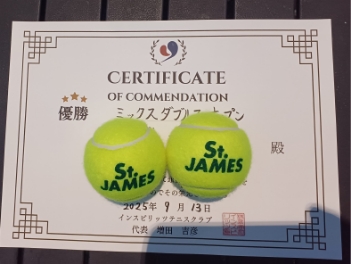 CERTIFICATE
OF COMMENDATION
優勝
ミックスダブルスオープン
殿
St.
JAMES
St.
JAMES
2025年 9月13日
インスピリッツテニスクラブ
代表 増田 吉彦